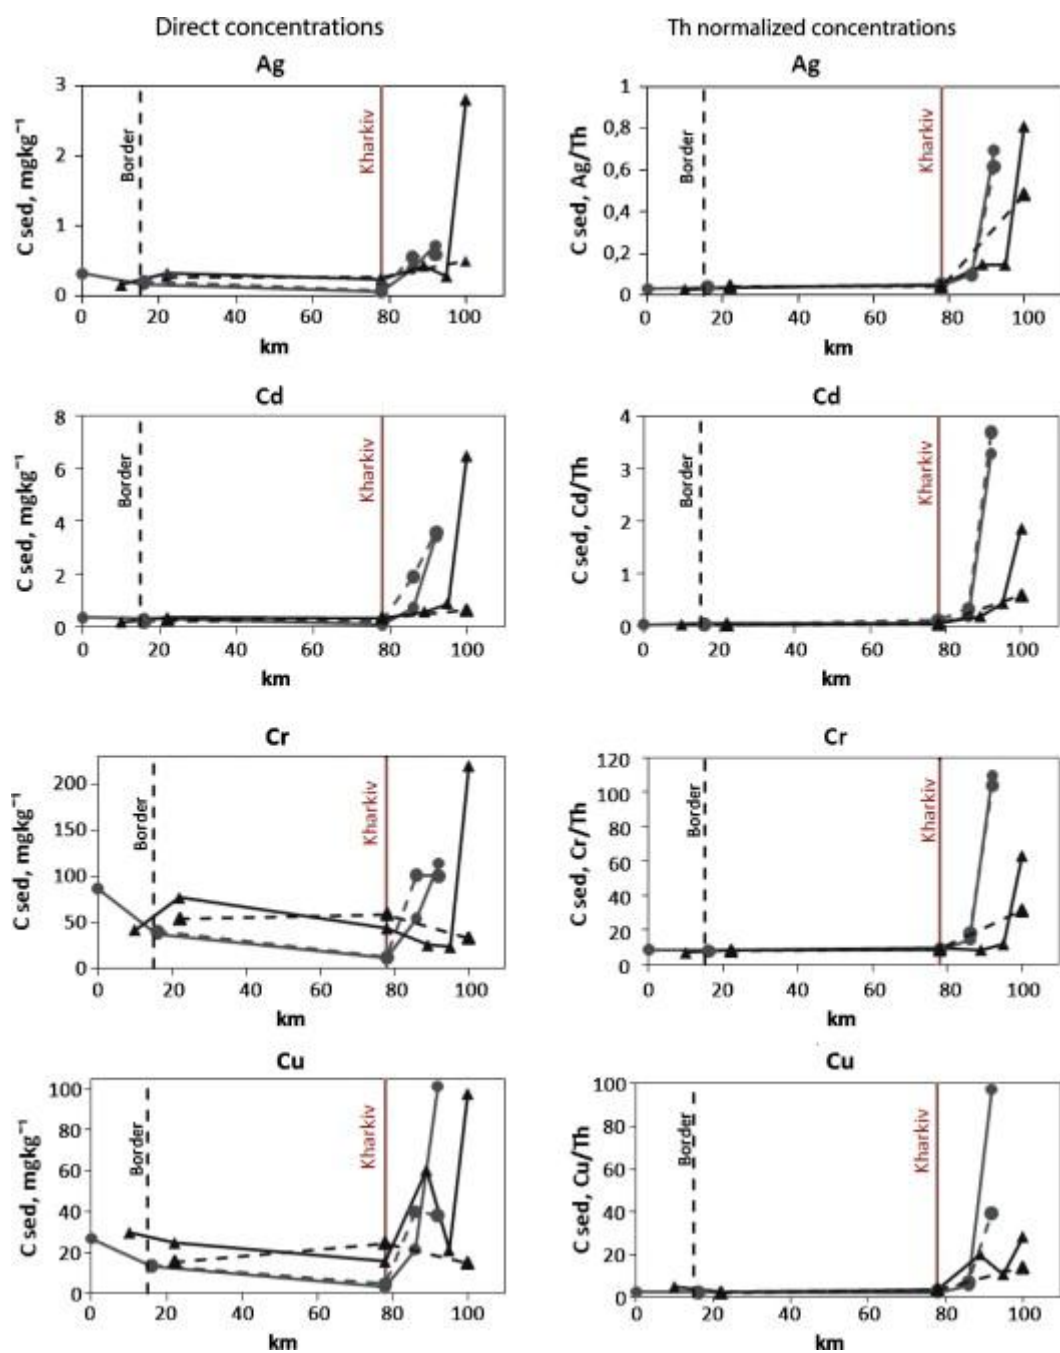 Direct concentrations
Th normalized concentrations
Ag
C sed, mgkg⁻¹
3
2
1
0
Border
Kharkiv
0 20 40 60 80 100
km
Ag
C sed, Ag/Th
1
0,8
0,6
0,4
0,2
0
Border
Kharkiv
0 20 40 60 80 100
km
Cd
C sed, mgkg⁻¹
8
6
4
2
0
Border
Kharkiv
0 20 40 60 80 100
km
Cd
C sed, Cd/Th
4
3
2
1
0
Border
Kharkiv
0 20 40 60 80 100
km
Cr
C sed, mgkg⁻¹
200
150
100
50
0
Border
Kharkiv
0 20 40 60 80 100
km
Cr
C sed, Cr/Th
120
100
80
60
40
20
0
Border
Kharkiv
0 20 40 60 80 100
km
Cu
C sed, mgkg⁻¹
100
80
60
40
20
0
Border
Kharkiv
0 20 40 60 80 100
km
Cu
C sed, Cu/Th
100
80
60
40
20
0
Border
Kharkiv
0 20 40 60 80 100
km